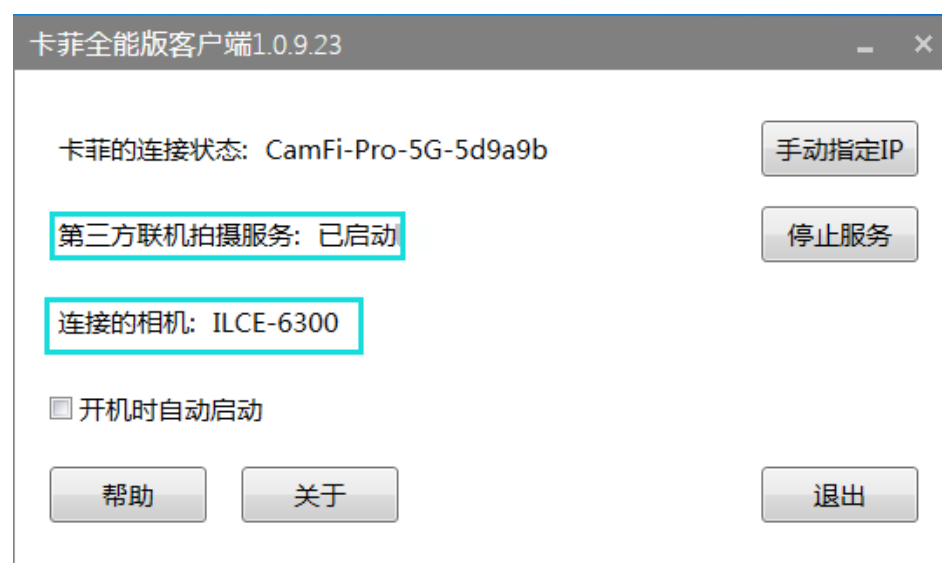 卡菲全能版客户端1.0.9.23
卡菲的连接状态: CamFi-Pro-5G-5d9a9b 手动指定IP
第三方联机拍摄服务: 已启动 停止服务
连接的相机: ILCE-6300
开机时自动启动
帮助 关于 退出